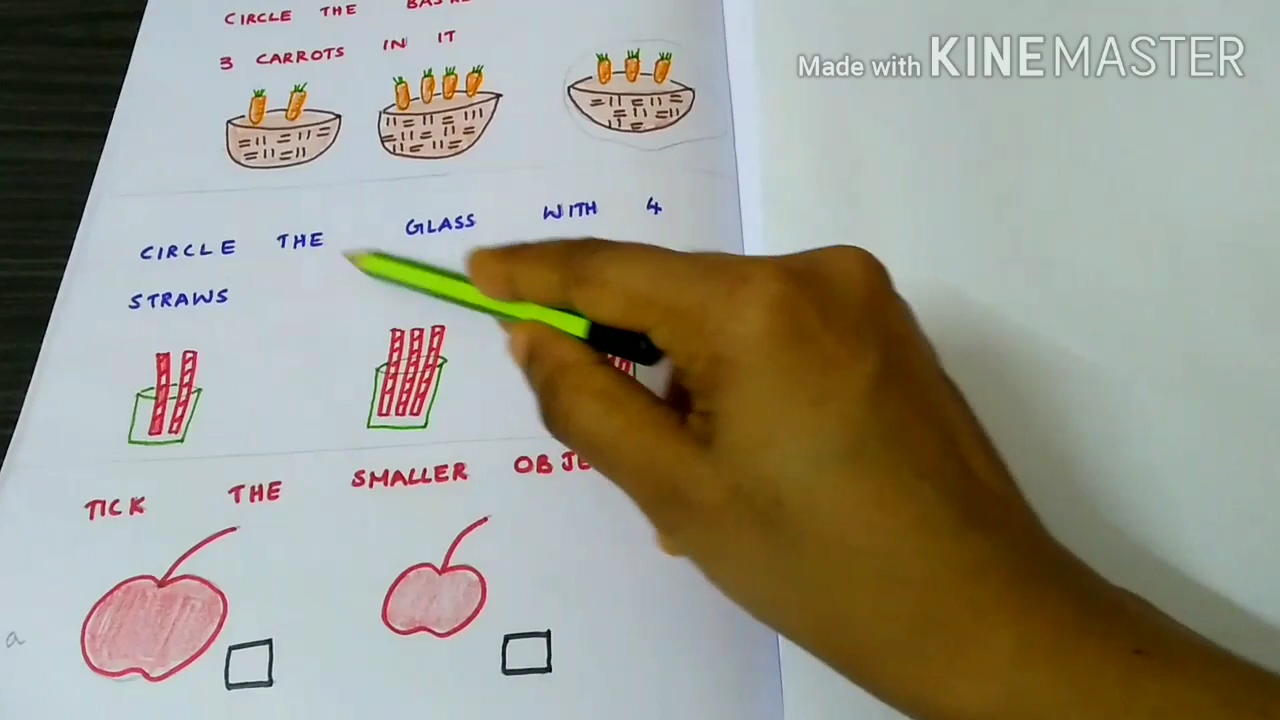 CIRCLE THE
3 CARROTS IN IT
CIRCLE THE GLASS WITH 4
STRAWS
TICK THE SMALLER
a
Made with KINEMASTER